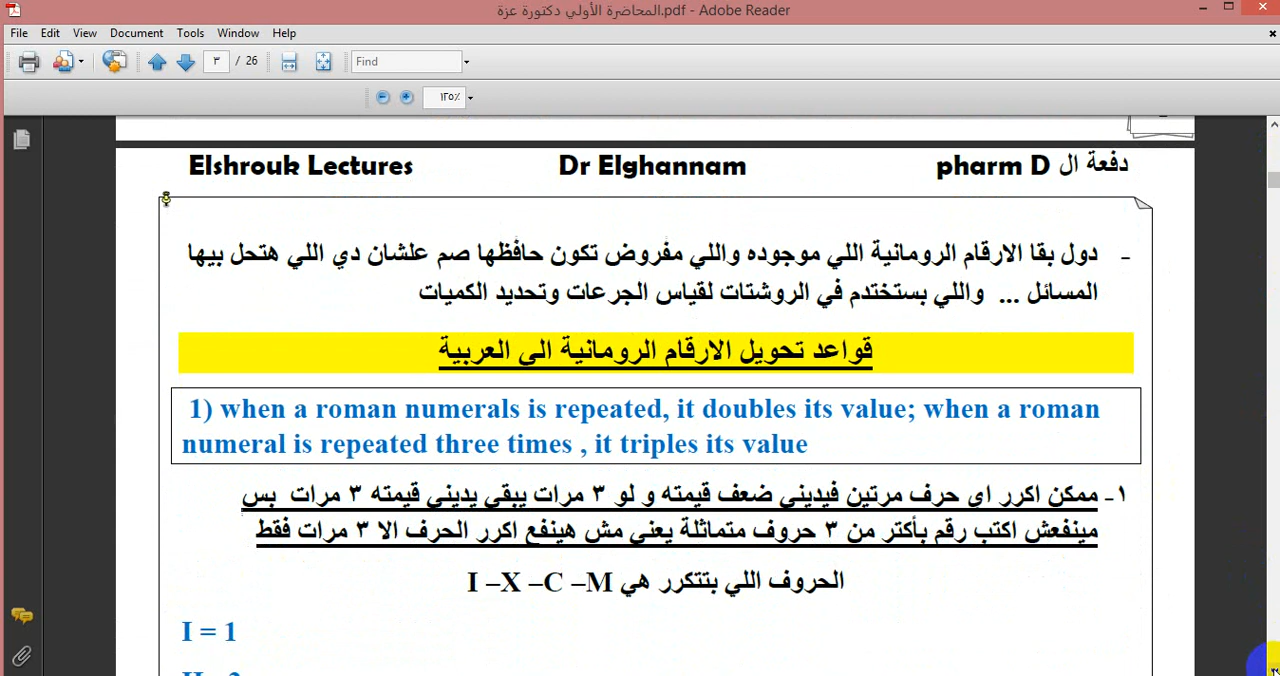 المحاضرة الأولي دكتورة عزة.pdf - Adobe Reader
File Edit View Document Tools Window Help
٣ / 26 Find
١٢٥٪
Elshrouk Lectures Dr Elghannam pharm D دفعة ال
- دول بقا الارقام الرومانية اللي موجوده واللي مفروض تكون حافظها صم علشان دي اللي هتحل بيها
المسائل ... واللي بستختدم في الروشتات لقياس الجرعات وتحديد الكميات
قواعد تحويل الارقام الرومانية الي العربية
1) when a roman numerals is repeated, it doubles its value; when a roman
numeral is repeated three times , it triples its value
١- ممكن اكرر اي حرف مرتين فيديني ضعف قيمته و لو ٣ مرات يبقي يديني قيمته ٣ مرات بس
مينفعش اكتب رقم بأكتر من ٣ حروف متماثلة يعني مش هينفع اكرر الحرف الا ٣ مرات فقط
الحروف اللي بتتكرر هي I –X –C –M
I = 1